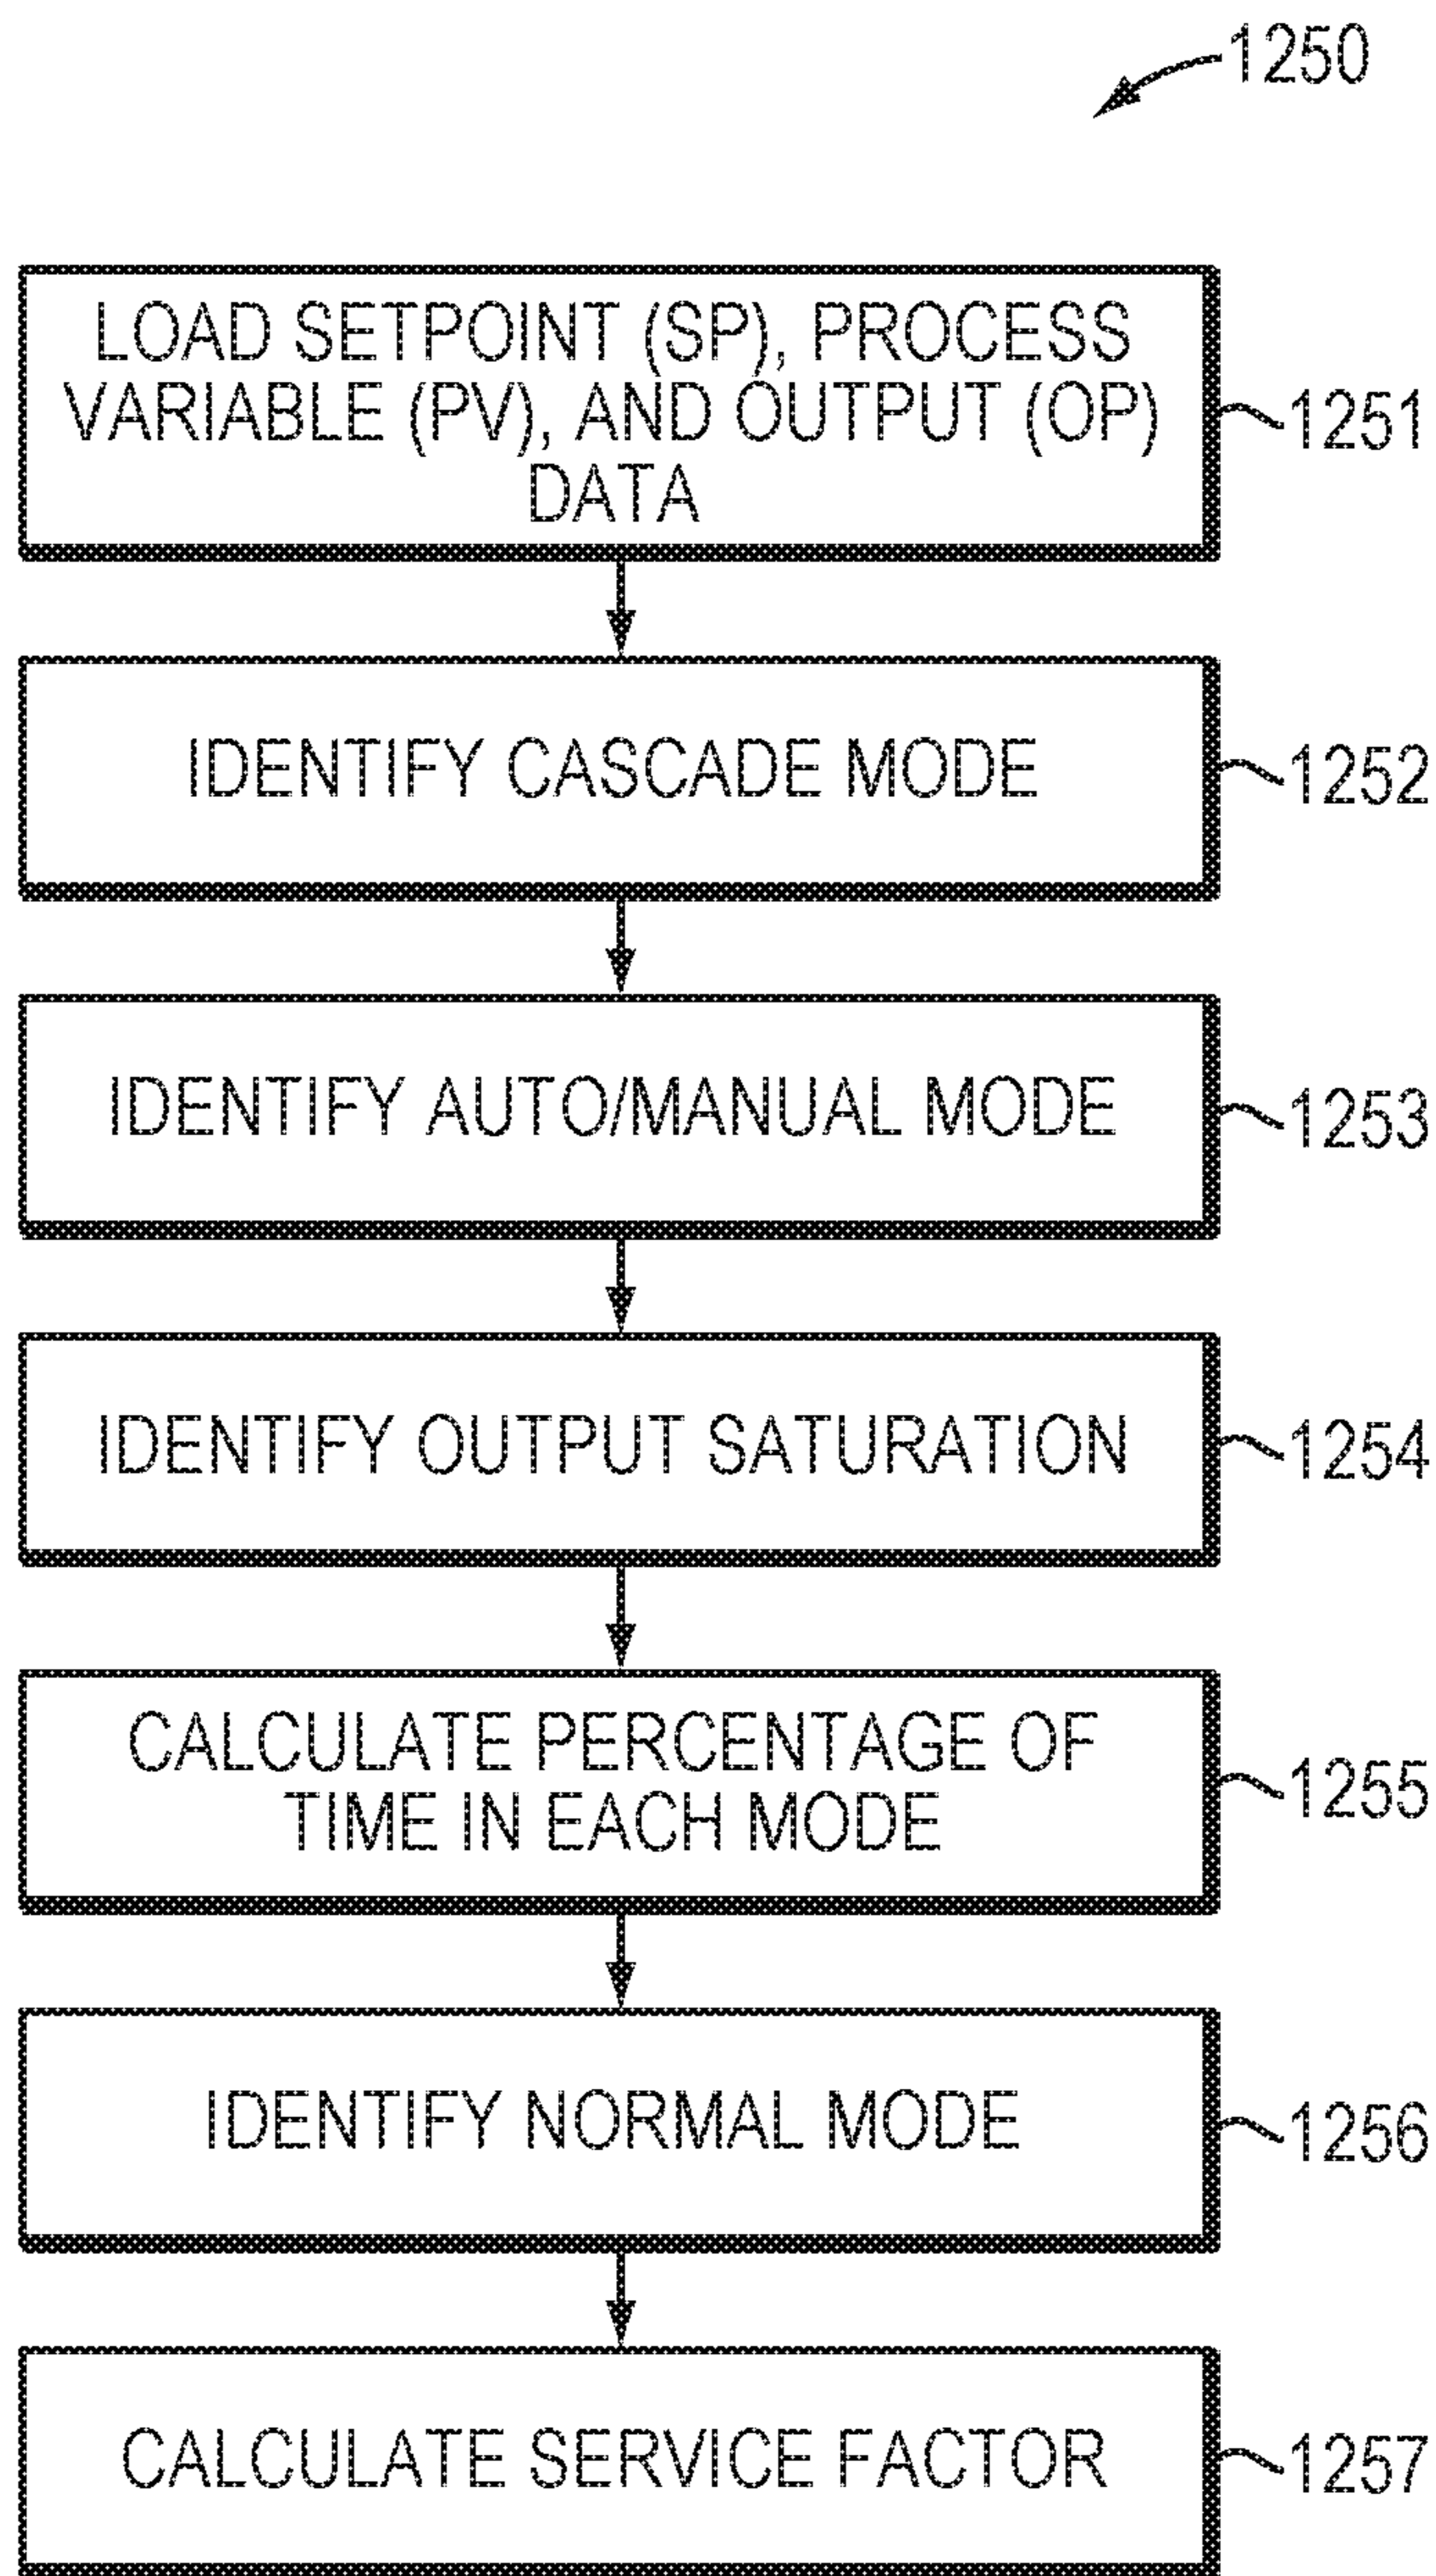 1250
LOAD SETPOINT (SP), PROCESS
VARIABLE (PV), AND OUTPUT (OP)
DATA
1251
IDENTIFY CASCADE MODE
1252
IDENTIFY AUTO/MANUAL MODE
1253
IDENTIFY OUTPUT SATURATION
1254
CALCULATE PERCENTAGE OF
TIME IN EACH MODE
1255
IDENTIFY NORMAL MODE
1256
CALCULATE SERVICE FACTOR
1257